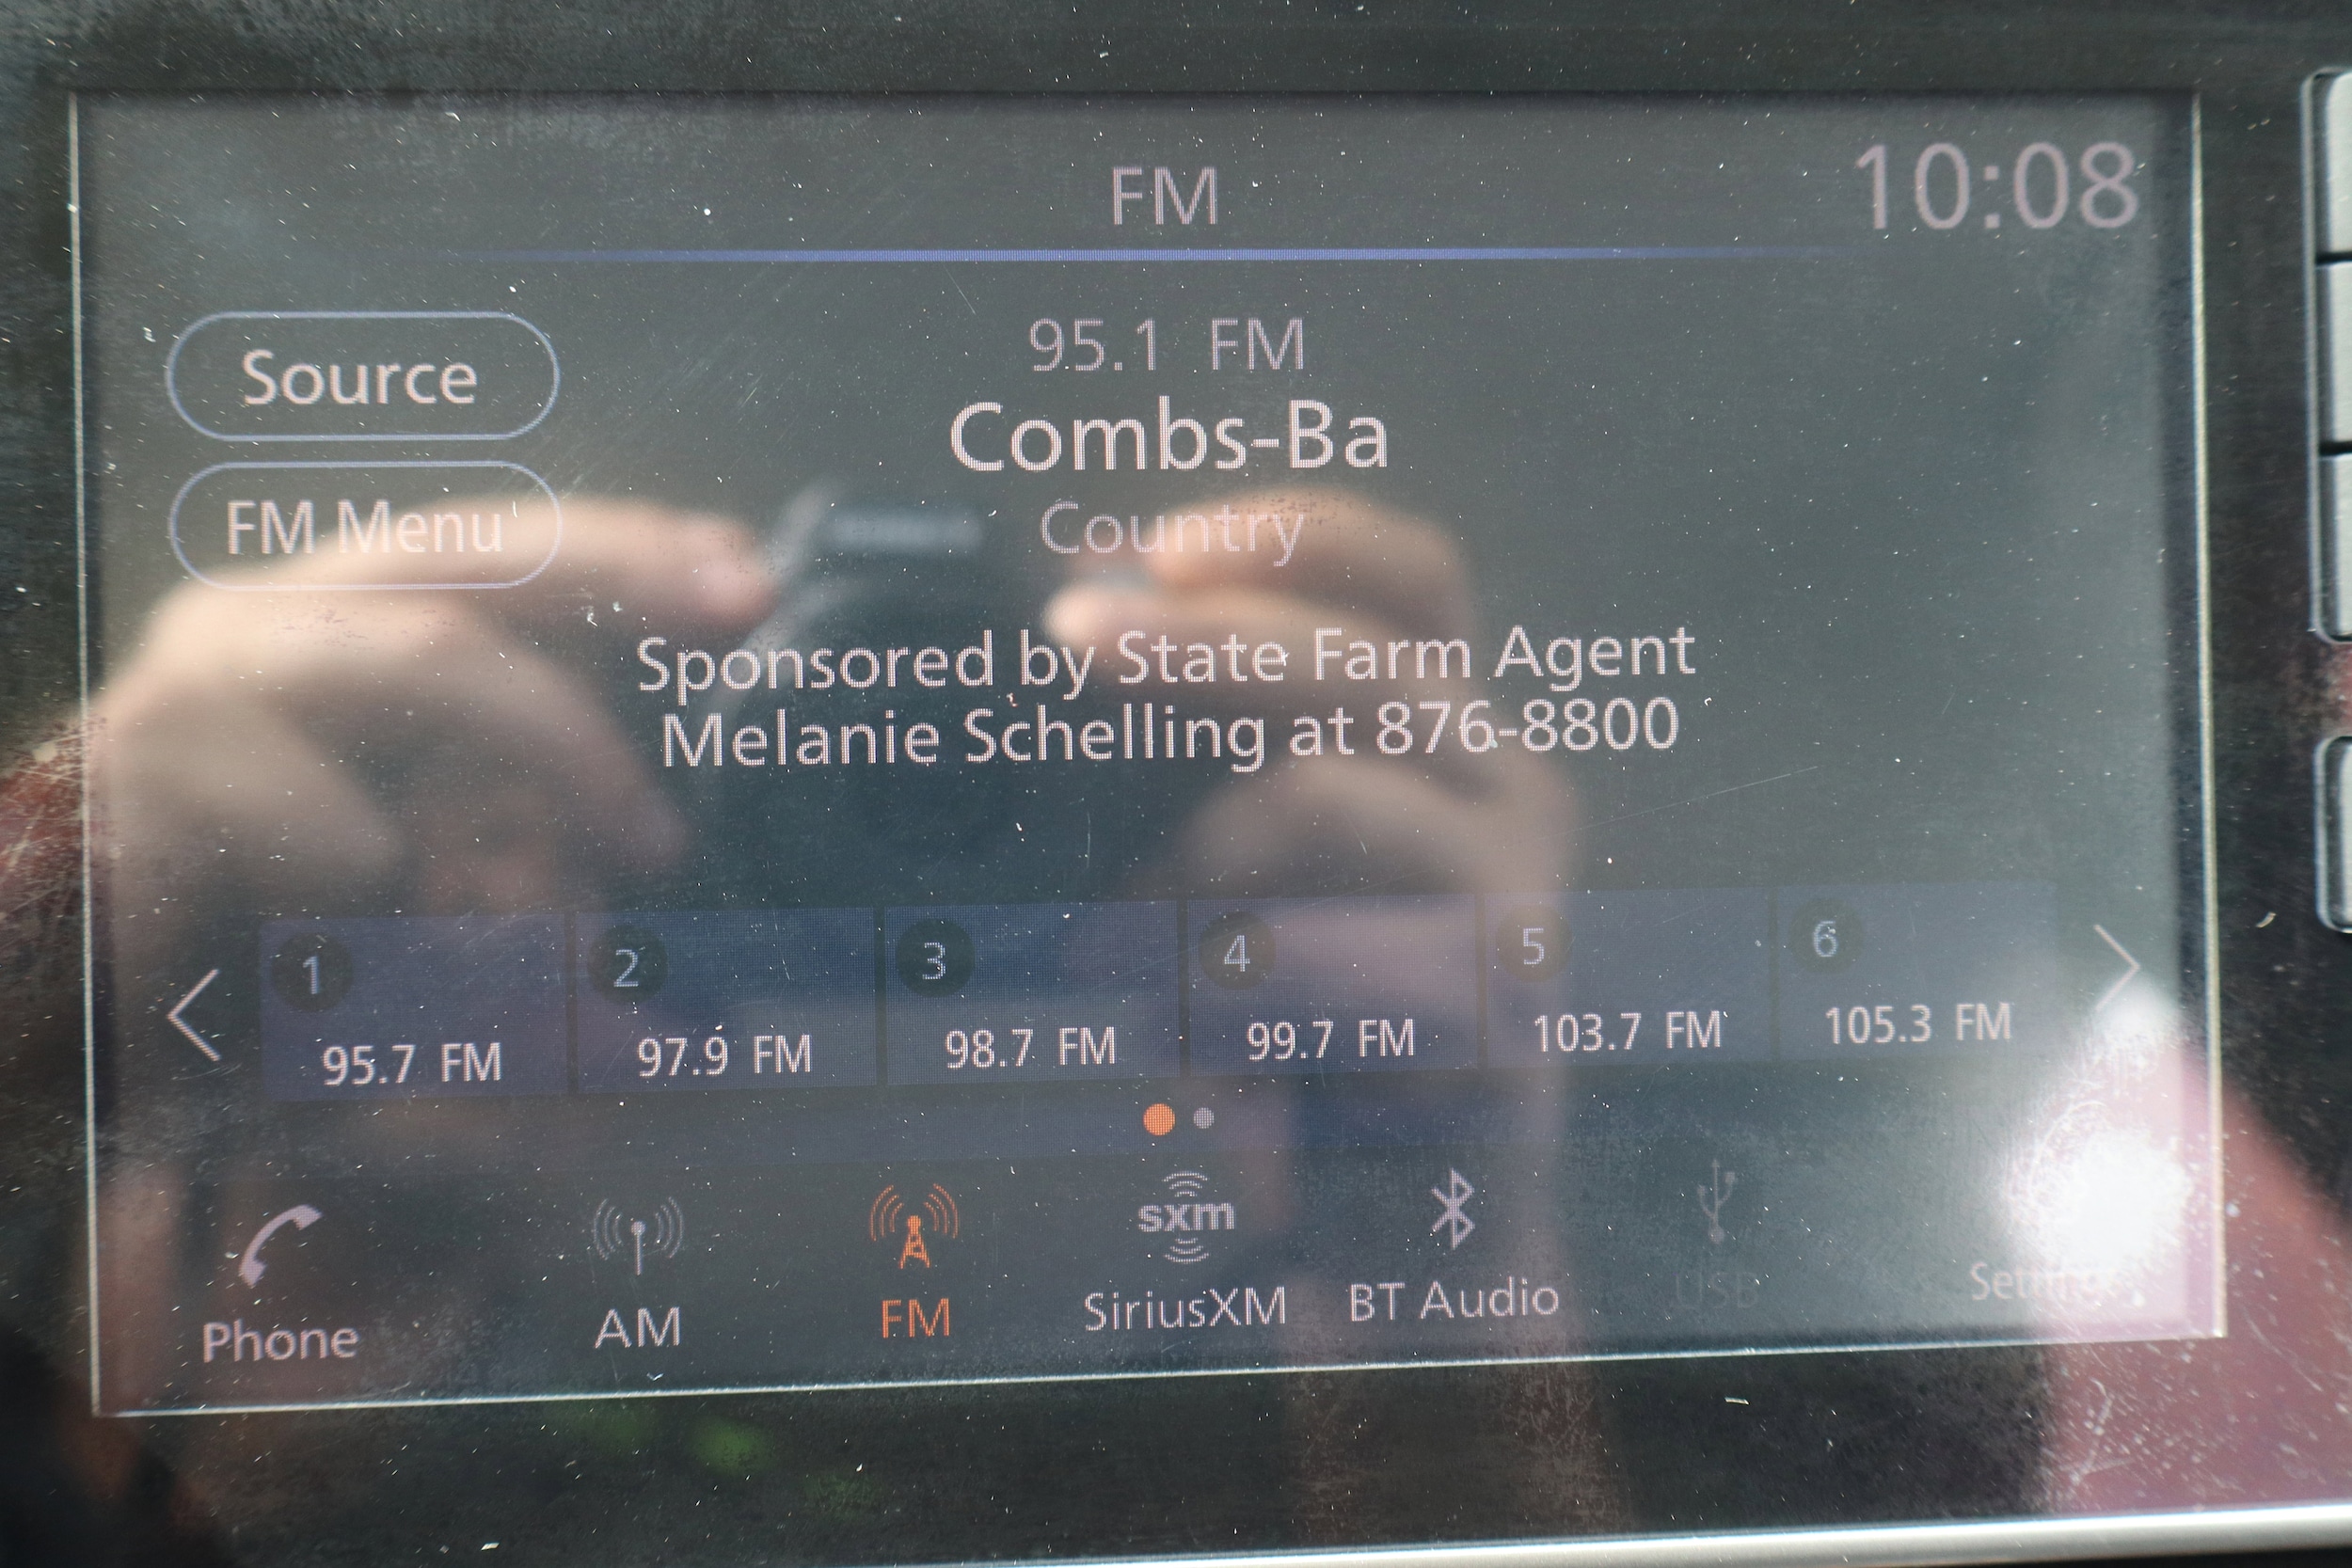 FM
10:08
Source
95.1 FM
Combs-Ba
FM Menu
Country
Sponsored by State Farm Agent
Melanie Schelling at 876-8800
1
2
3
4
5
6
95.7 FM
97.9 FM
98.7 FM
99.7 FM
103.7 FM
105.3 FM
sxm
Phone
AM
FM
SiriusXM
BT Audio
USB